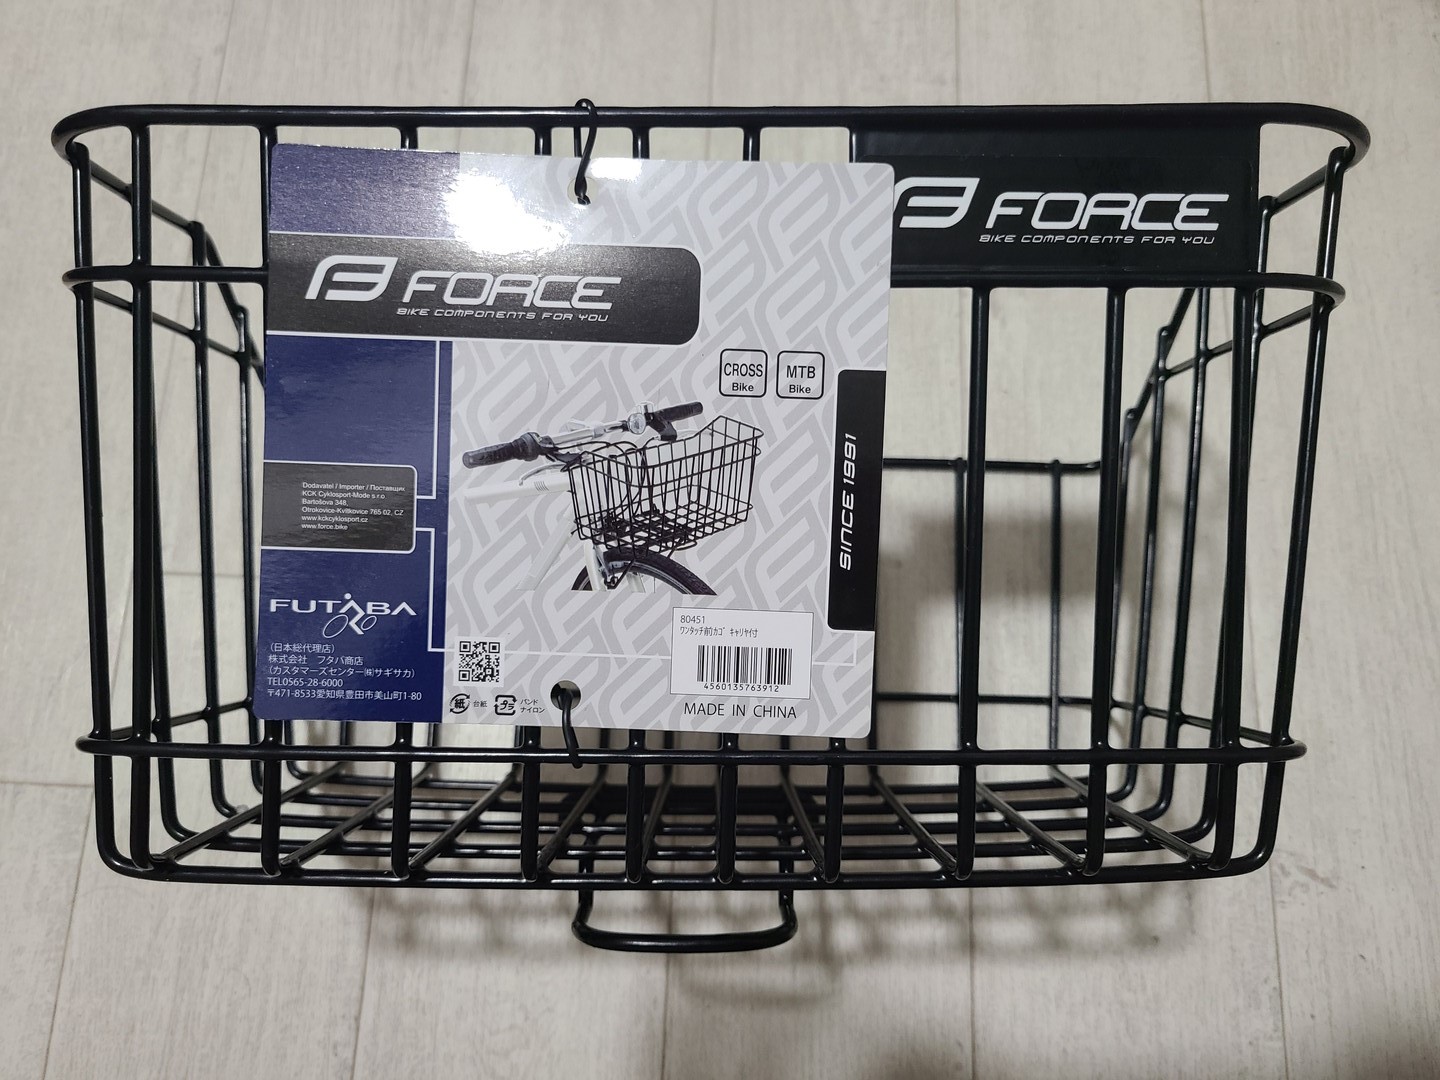 FORCE
BIKE COMPONENTS FOR YOU
FORCE
BIKE COMPONENTS FOR YOU
CROSS
Bike
MTB
Bike
SINCE 1991
Dodavatel / Importer / Поставщик
KCK Cyklosport-Mode s.r.o
Bartošova 348,
Otrokovice-Kvítkovice 765 02, CZ
www.kckcyklosport.cz
www.force.bike
FUTABA
(日本総代理店)
株式会社 フタバ商店
(カスタマーズセンター㈱サギサカ)
TEL0565-28-6000
〒471-8533愛知県豊田市美山町1-80
紙 台紙
プラ バンド
ナイロン
80451
ワンタッチ前カゴ キャリヤ付
4560135763912
MADE IN CHINA